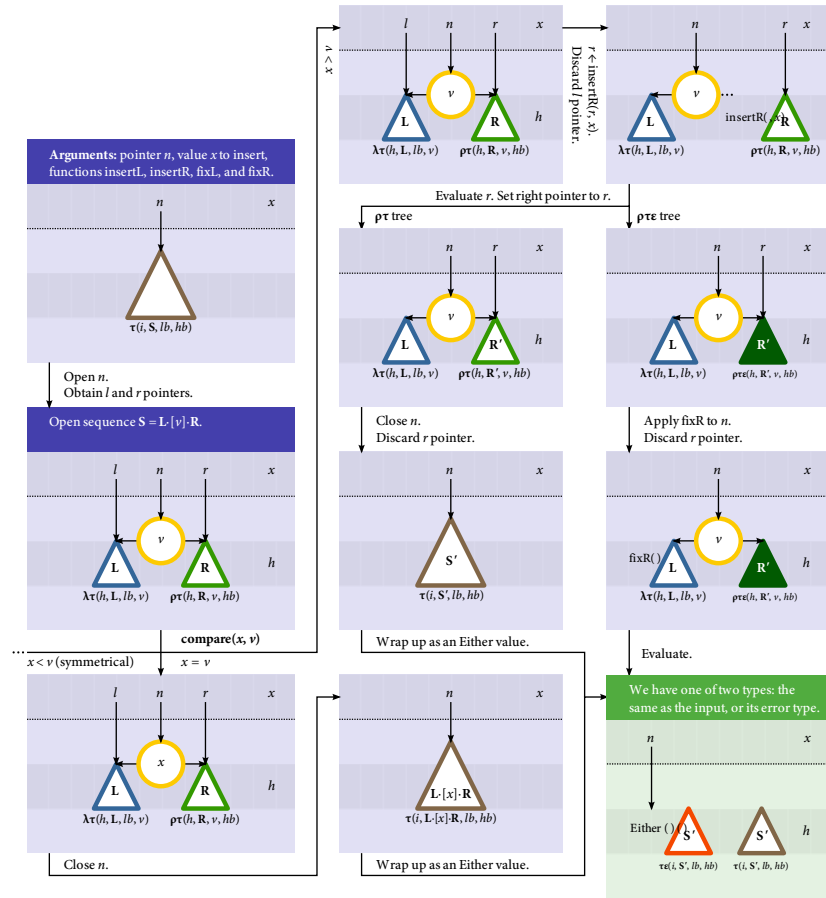 Arguments: pointer n, value x to insert,
functions insertL, insertR, fixL, and fixR.
n x
τ(i, S, lb, hb)
Open n.
Obtain l and r pointers.
Open sequence S = L·[v]·R.
l n r x
v
L R h
λτ(h, L, lb, v) ρτ(h, R, v, hb)
compare(x, v)
... x < v (symmetrical) x = v
l n r x
x
L R h
λτ(h, L, lb, v) ρτ(h, R, v, hb)
Close n.
v < x
l n r x
v
L R h
λτ(h, L, lb, v) ρτ(h, R, v, hb)
r ← insertR(r, x).
Discard l pointer.
n r x
v ...
insertR( , x)
L R
λτ(h, L, lb, v) ρτ(h, R, v, hb)
Evaluate r. Set right pointer to r.
ρτ tree ρτε tree
n r x
v
L R′ h
λτ(h, L, lb, v) ρτ(h, R′, v, hb)
Close n.
Discard r pointer.
n x
S′
τ(i, S′, lb, hb)
Wrap up as an Either value.
n r x
v
L R′ h
λτ(h, L, lb, v) ρτε(h, R′, v, hb)
Apply fixR to n.
Discard r pointer.
n x
v
fixR( )
L R′ h
λτ(h, L, lb, v) ρτε(h, R′, v, hb)
Evaluate.
n x
L·[x]·R
τ(i, L·[x]·R, lb, hb)
Wrap up as an Either value.
We have one of two types: the
same as the input, or its error type.
n x
Either ( ) ( )
S′ S′ h
τε(i, S′, lb, hb) τ(i, S′, lb, hb)